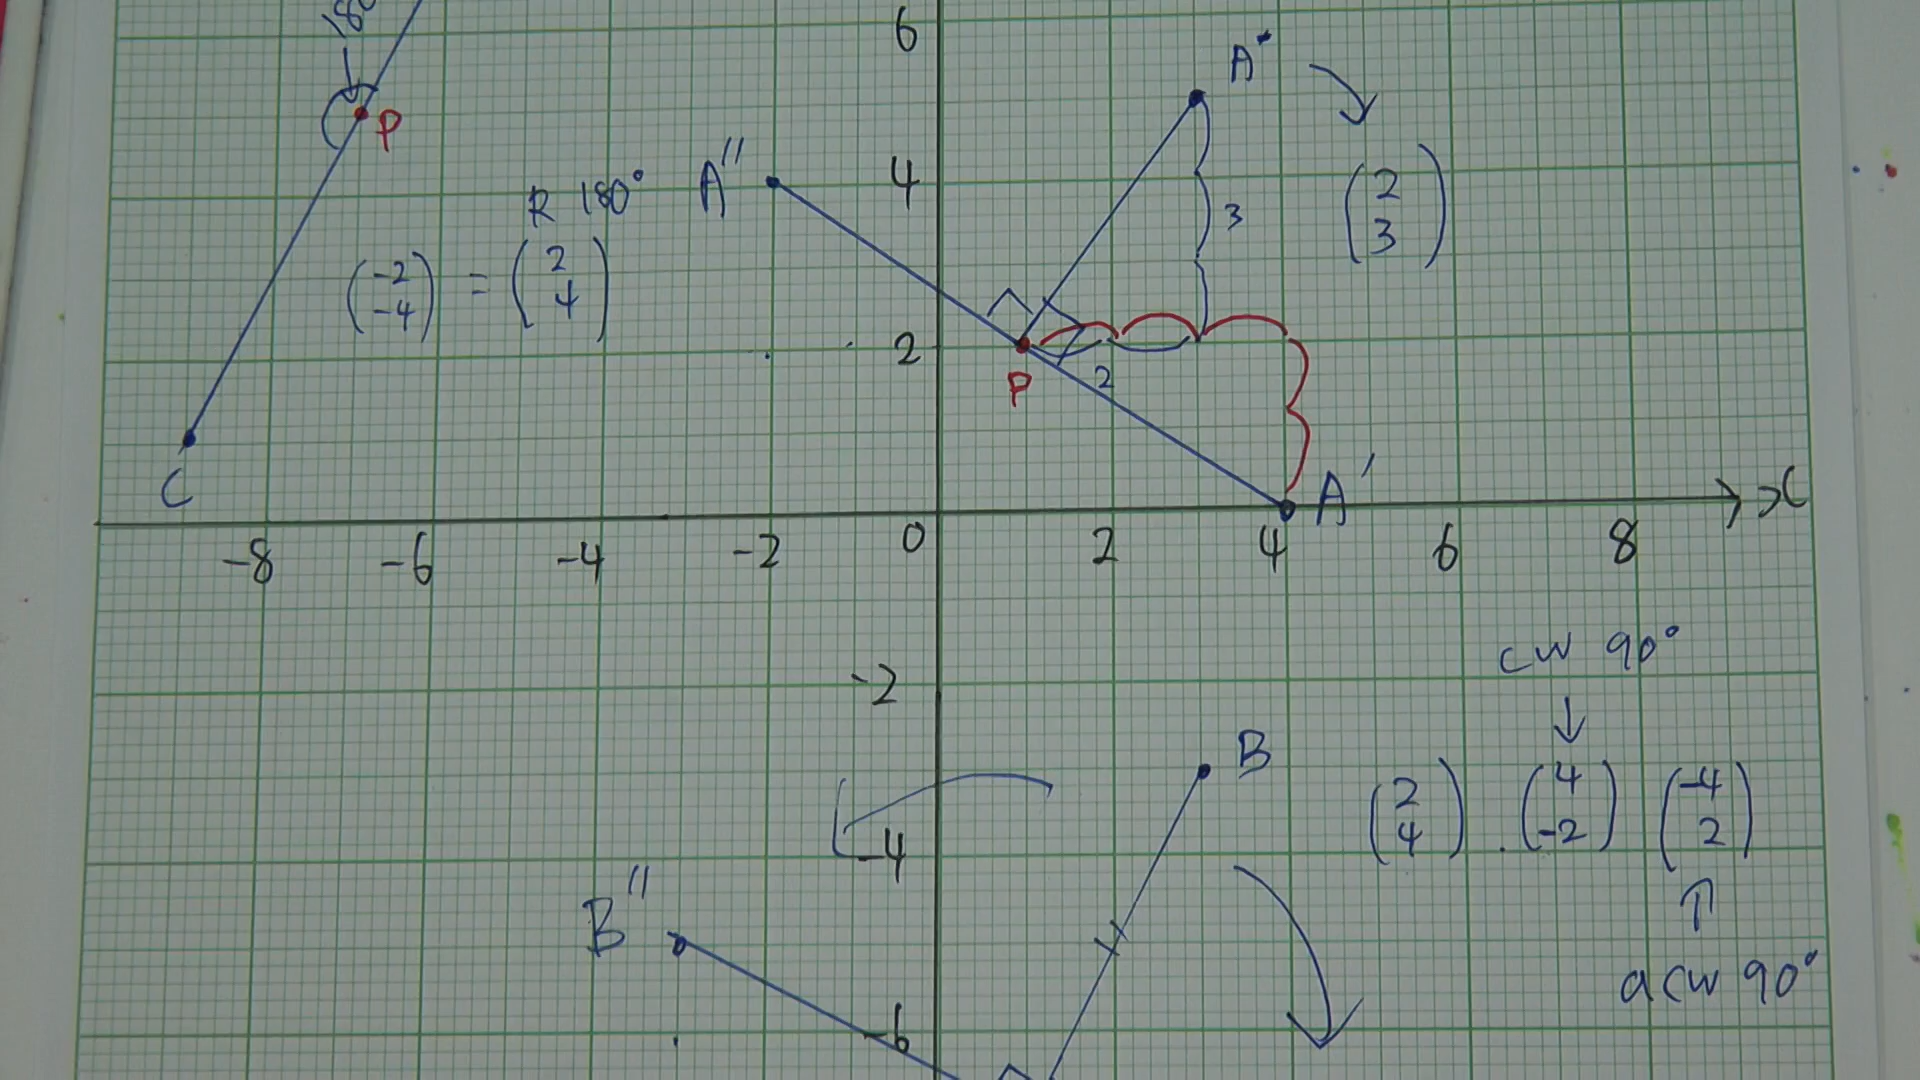 180
6
A
P
A''
4
R 180°
3
( 2
3 )
( -2
-4 ) = ( 2
4 )
2
2
P
C
A'
x
-8 -6 -4 -2 0 2 4 6 8
cw 90°
-2
B
( 2
4 ) . ( 4
-2 ) ( -4
2 )
-4
B''
acw 90°
-6